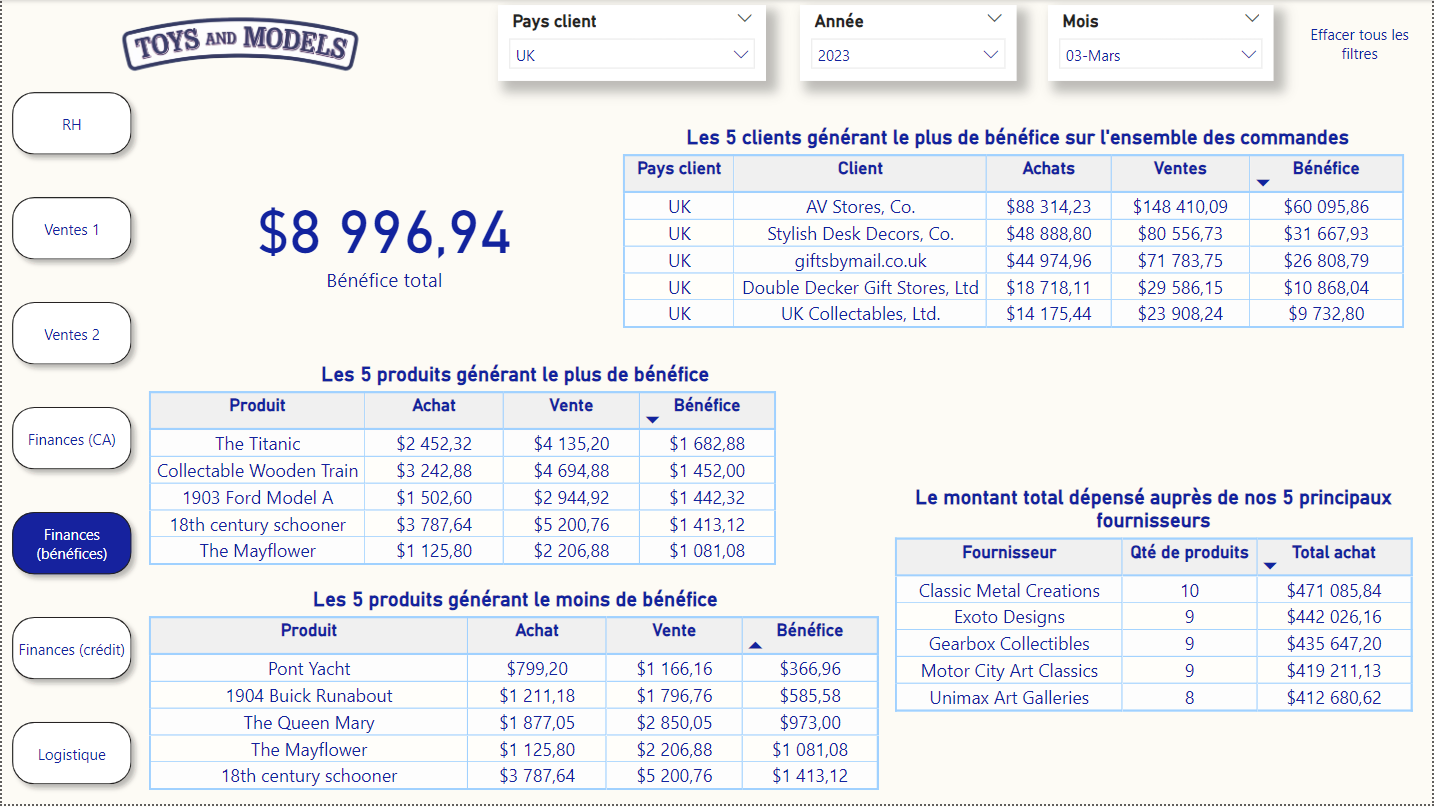 TOYS AND MODELS
Pays client
UK
Année
2023
Mois
03-Mars
Effacer tous les
filtres
RH
Ventes 1
Ventes 2
Finances (CA)
Finances
(bénéfices)
Finances (crédit)
Logistique
$8 996,94
Bénéfice total
Les 5 clients générant le plus de bénéfice sur l'ensemble des commandes
Pays client Client Achats Ventes Bénéfice
UK AV Stores, Co. $88 314,23 $148 410,09 $60 095,86
UK Stylish Desk Decors, Co. $48 888,80 $80 556,73 $31 667,93
UK giftsbymail.co.uk $44 974,96 $71 783,75 $26 808,79
UK Double Decker Gift Stores, Ltd $18 718,11 $29 586,15 $10 868,04
UK UK Collectables, Ltd. $14 175,44 $23 908,24 $9 732,80
Les 5 produits générant le plus de bénéfice
Produit Achat Vente Bénéfice
The Titanic $2 452,32 $4 135,20 $1 682,88
Collectable Wooden Train $3 242,88 $4 694,88 $1 452,00
1903 Ford Model A $1 502,60 $2 944,92 $1 442,32
18th century schooner $3 787,64 $5 200,76 $1 413,12
The Mayflower $1 125,80 $2 206,88 $1 081,08
Les 5 produits générant le moins de bénéfice
Produit Achat Vente Bénéfice
Pont Yacht $799,20 $1 166,16 $366,96
1904 Buick Runabout $1 211,18 $1 796,76 $585,58
The Queen Mary $1 877,05 $2 850,05 $973,00
The Mayflower $1 125,80 $2 206,88 $1 081,08
18th century schooner $3 787,64 $5 200,76 $1 413,12
Le montant total dépensé auprès de nos 5 principaux
fournisseurs
Fournisseur Qté de produits Total achat
Classic Metal Creations 10 $471 085,84
Exoto Designs 9 $442 026,16
Gearbox Collectibles 9 $435 647,20
Motor City Art Classics 9 $419 211,13
Unimax Art Galleries 8 $412 680,62